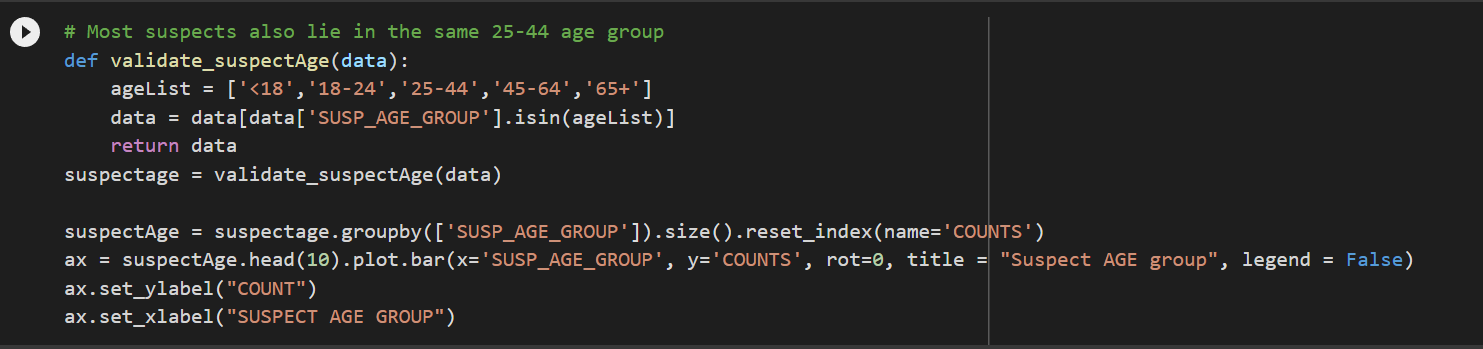 # Most suspects also lie in the same 25-44 age group
def validate_suspectAge(data):
    ageList = ['<18','18-24','25-44','45-64','65+']
    data = data[data['SUSP_AGE_GROUP'].isin(ageList)]
    return data
suspectage = validate_suspectAge(data)

suspectAge = suspectage.groupby(['SUSP_AGE_GROUP']).size().reset_index(name='COUNTS')
ax = suspectAge.head(10).plot.bar(x='SUSP_AGE_GROUP', y='COUNTS', rot=0, title = "Suspect AGE group", legend = False)
ax.set_ylabel("COUNT")
ax.set_xlabel("SUSPECT AGE GROUP")